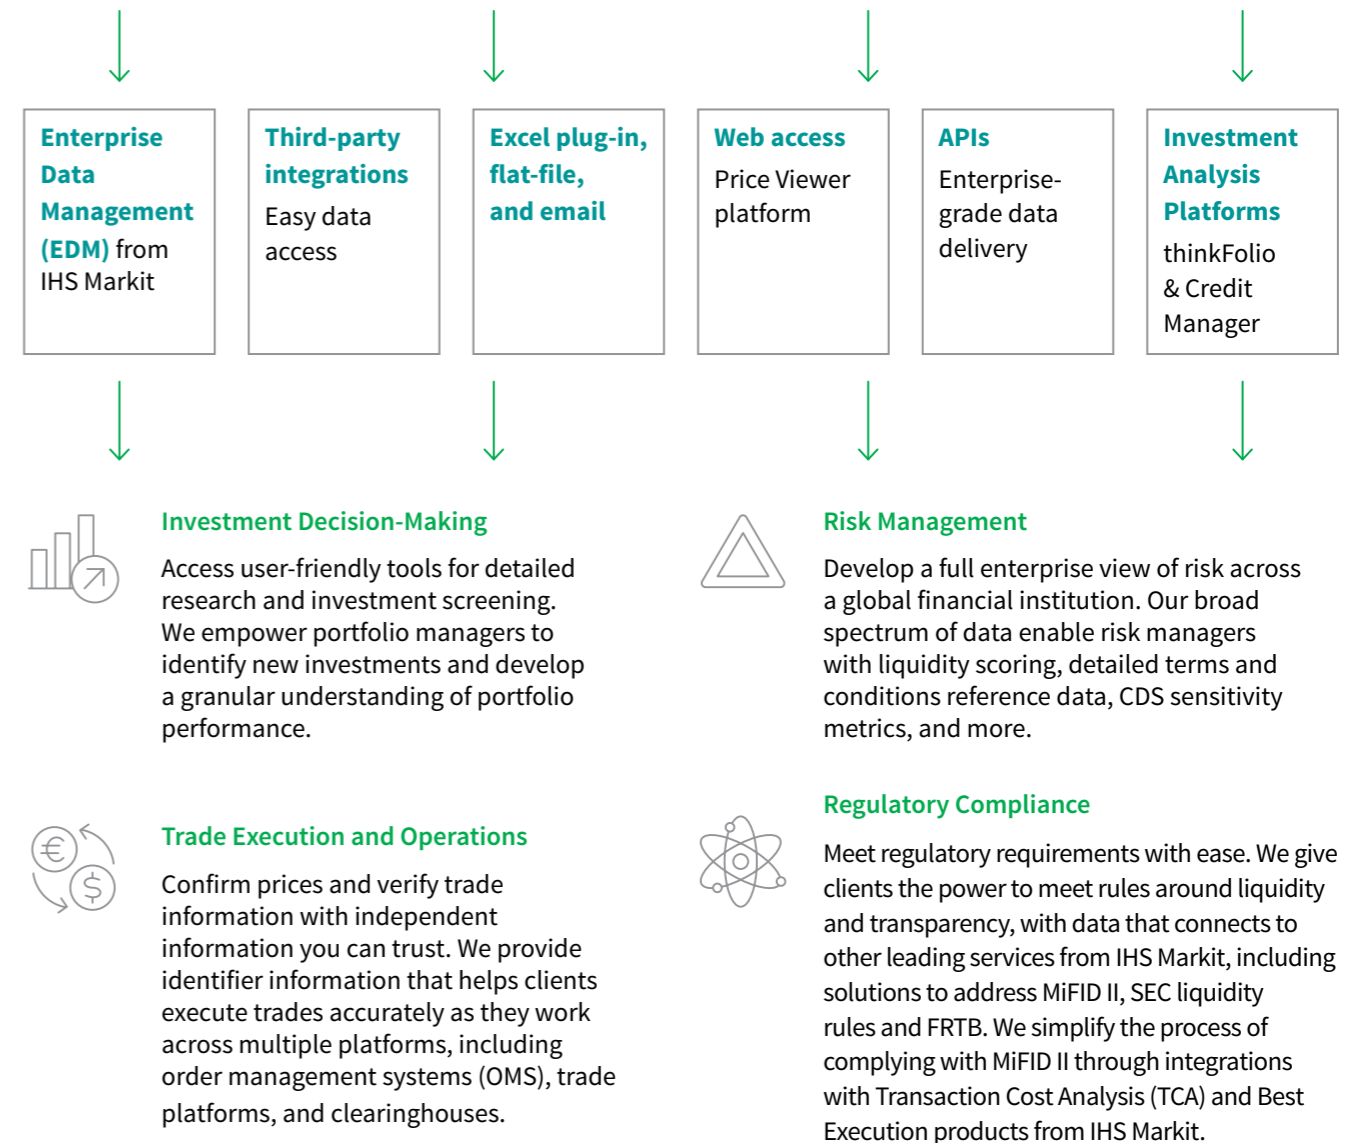 Enterprise
Data
Management
(EDM) from
IHS Markit
Third-party
integrations
Easy data
access
Excel plug-in,
flat-file,
and email
Web access
Price Viewer
platform
APIs
Enterprise-
grade data
delivery
Investment
Analysis
Platforms
thinkFolio
& Credit
Manager
Investment Decision-Making
Access user-friendly tools for detailed
research and investment screening.
We empower portfolio managers to
identify new investments and develop
a granular understanding of portfolio
performance.
Risk Management
Develop a full enterprise view of risk across
a global financial institution. Our broad
spectrum of data enable risk managers
with liquidity scoring, detailed terms and
conditions reference data, CDS sensitivity
metrics, and more.
€
$
Trade Execution and Operations
Confirm prices and verify trade
information with independent
information you can trust. We provide
identifier information that helps clients
execute trades accurately as they work
across multiple platforms, including
order management systems (OMS), trade
platforms, and clearinghouses.
Regulatory Compliance
Meet regulatory requirements with ease. We give
clients the power to meet rules around liquidity
and transparency, with data that connects to
other leading services from IHS Markit, including
solutions to address MiFID II, SEC liquidity
rules and FRTB. We simplify the process of
complying with MiFID II through integrations
with Transaction Cost Analysis (TCA) and Best
Execution products from IHS Markit.